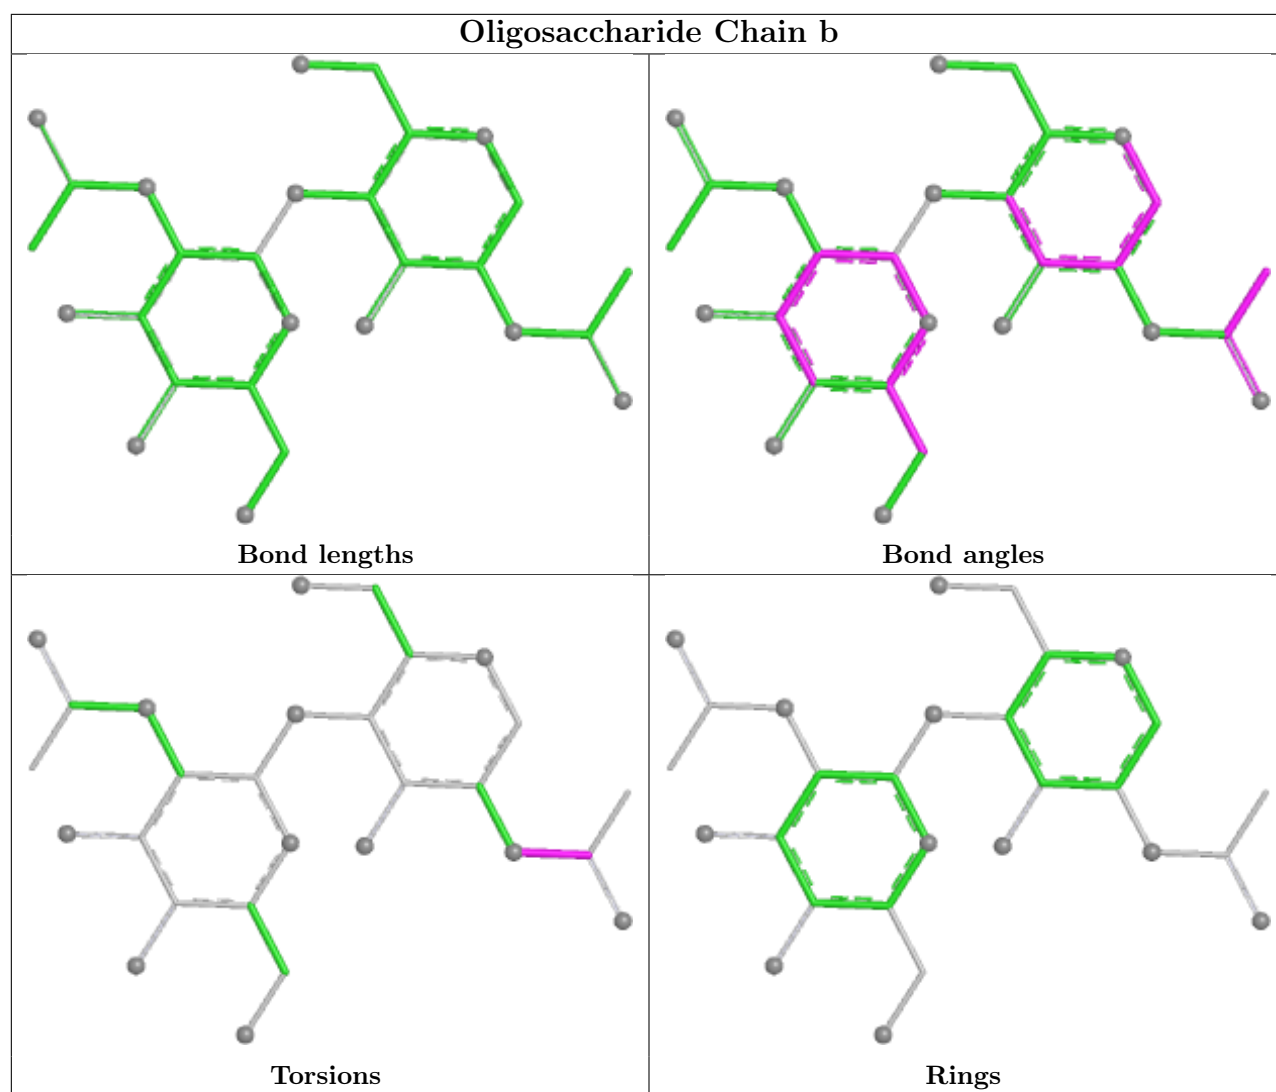 Oligosaccharide Chain b
Bond lengths
Bond angles
Torsions
Rings